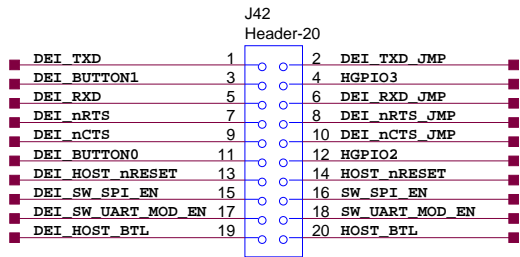 J42
Header-20
DEI_TXD 1 2 DEI_TXD_JMP
DEI_BUTTON1 3 4 HGPIO3
DEI_RXD 5 6 DEI_RXD_JMP
DEI_nRTS 7 8 DEI_nRTS_JMP
DEI_nCTS 9 10 DEI_nCTS_JMP
DEI_BUTTON0 11 12 HGPIO2
DEI_HOST_nRESET 13 14 HOST_nRESET
DEI_SW_SPI_EN 15 16 SW_SPI_EN
DEI_SW_UART_MOD_EN 17 18 SW_UART_MOD_EN
DEI_HOST_BTL 19 20 HOST_BTL